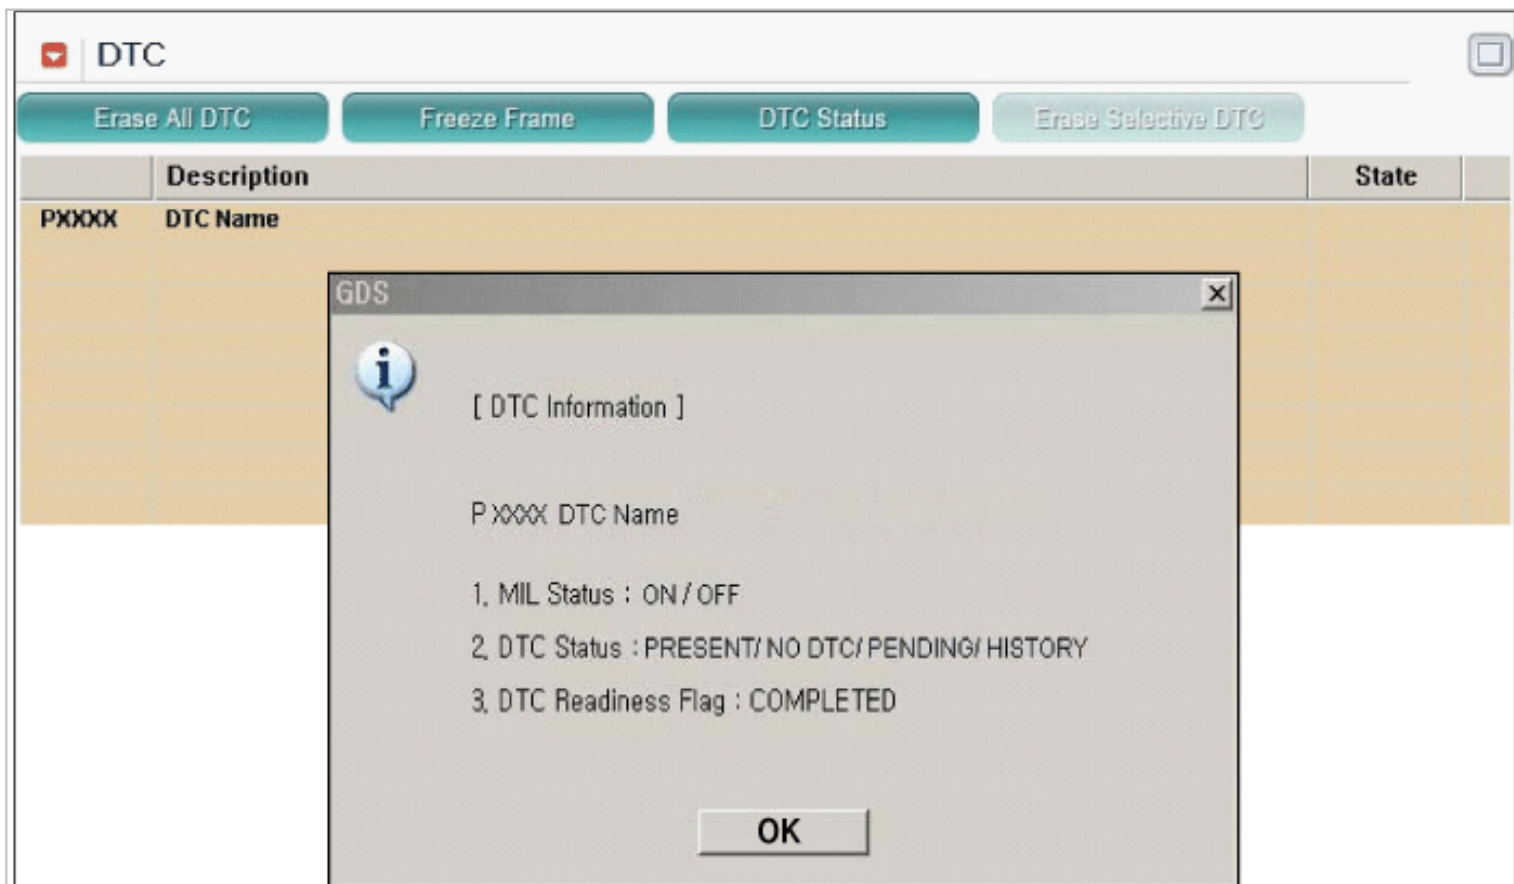 DTC
Erase All DTC Freeze Frame DTC Status Erase Selective DTC
Description State
PXXXX DTC Name
GDS
[ DTC Information ]
PXXXX DTC Name
1. MIL Status : ON / OFF
2. DTC Status : PRESENT/ NO DTC/ PENDING/ HISTORY
3. DTC Readiness Flag : COMPLETED
OK